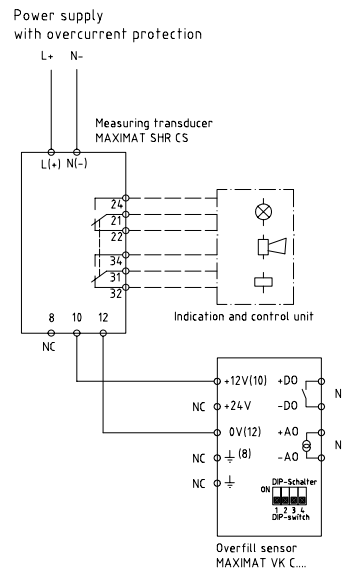 Power supply
with overcurrent protection
L+ N-
Measuring transducer
MAXIMAT SHR CS
L(+) N(-)
24
21
22
34
31
32
Indication and control unit
8 10 12
NC
+12V(10) +DO
N
NC +24V -DO
0V(12) +AO
N
NC (8) -AO
NC
DIP-Schalter
ON
1 2 3 4
DIP-switch
Overfill sensor
MAXIMAT VK C....